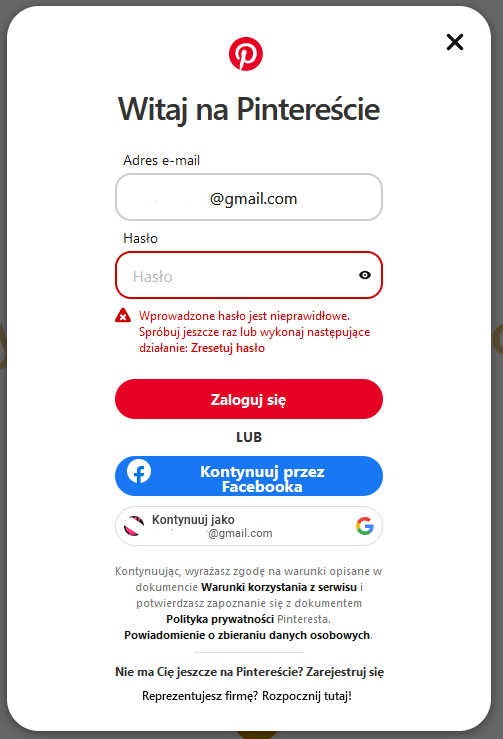 Witaj na Pintereście
Adres e-mail
@gmail.com
Hasło
Hasło
Wprowadzone hasło jest nieprawidłowe.
Spróbuj jeszcze raz lub wykonaj następujące
działanie: Zresetuj hasło
Zaloguj się
LUB
Kontynuuj przez
Facebooka
Kontynuuj jako
@gmail.com
Kontynuując, wyrażasz zgodę na warunki opisane w
dokumencie Warunki korzystania z serwisu i
potwierdzasz zapoznanie się z dokumentem
Polityka prywatności Pinteresta.
Powiadomienie o zbieraniu danych osobowych.
Nie ma Cię jeszcze na Pintereście? Zarejestruj się
Reprezentujesz firmę? Rozpocznij tutaj!